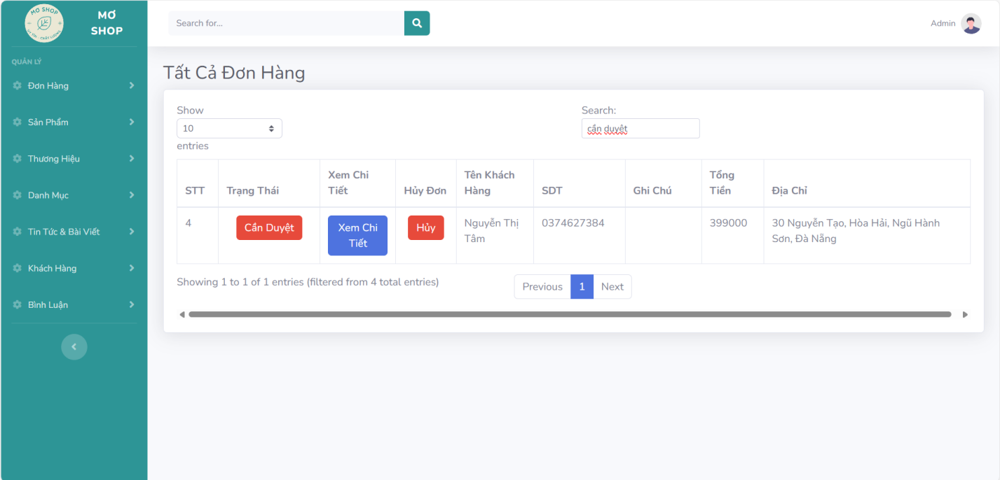 MƠ SHOP
UY TÍN - CHẤT LƯỢNG
MƠ
SHOP
Search for...
Admin
QUẢN LÝ
Đơn Hàng
Sản Phẩm
Thương Hiệu
Danh Mục
Tin Tức & Bài Viết
Khách Hàng
Bình Luận
Tất Cả Đơn Hàng
Show
10
entries
Search:
cần duyệt
STT
Trạng Thái
Xem Chi
Tiết
Hủy Đơn
Tên Khách
Hàng
SDT
Ghi Chú
Tổng
Tiền
Địa Chỉ
4
Cần Duyệt
Xem Chi
Tiết
Hủy
Nguyễn Thị
Tâm
0374627384
399000
30 Nguyễn Tạo, Hòa Hải, Ngũ Hành
Sơn, Đà Nẵng
Showing 1 to 1 of 1 entries (filtered from 4 total entries)
Previous
1
Next